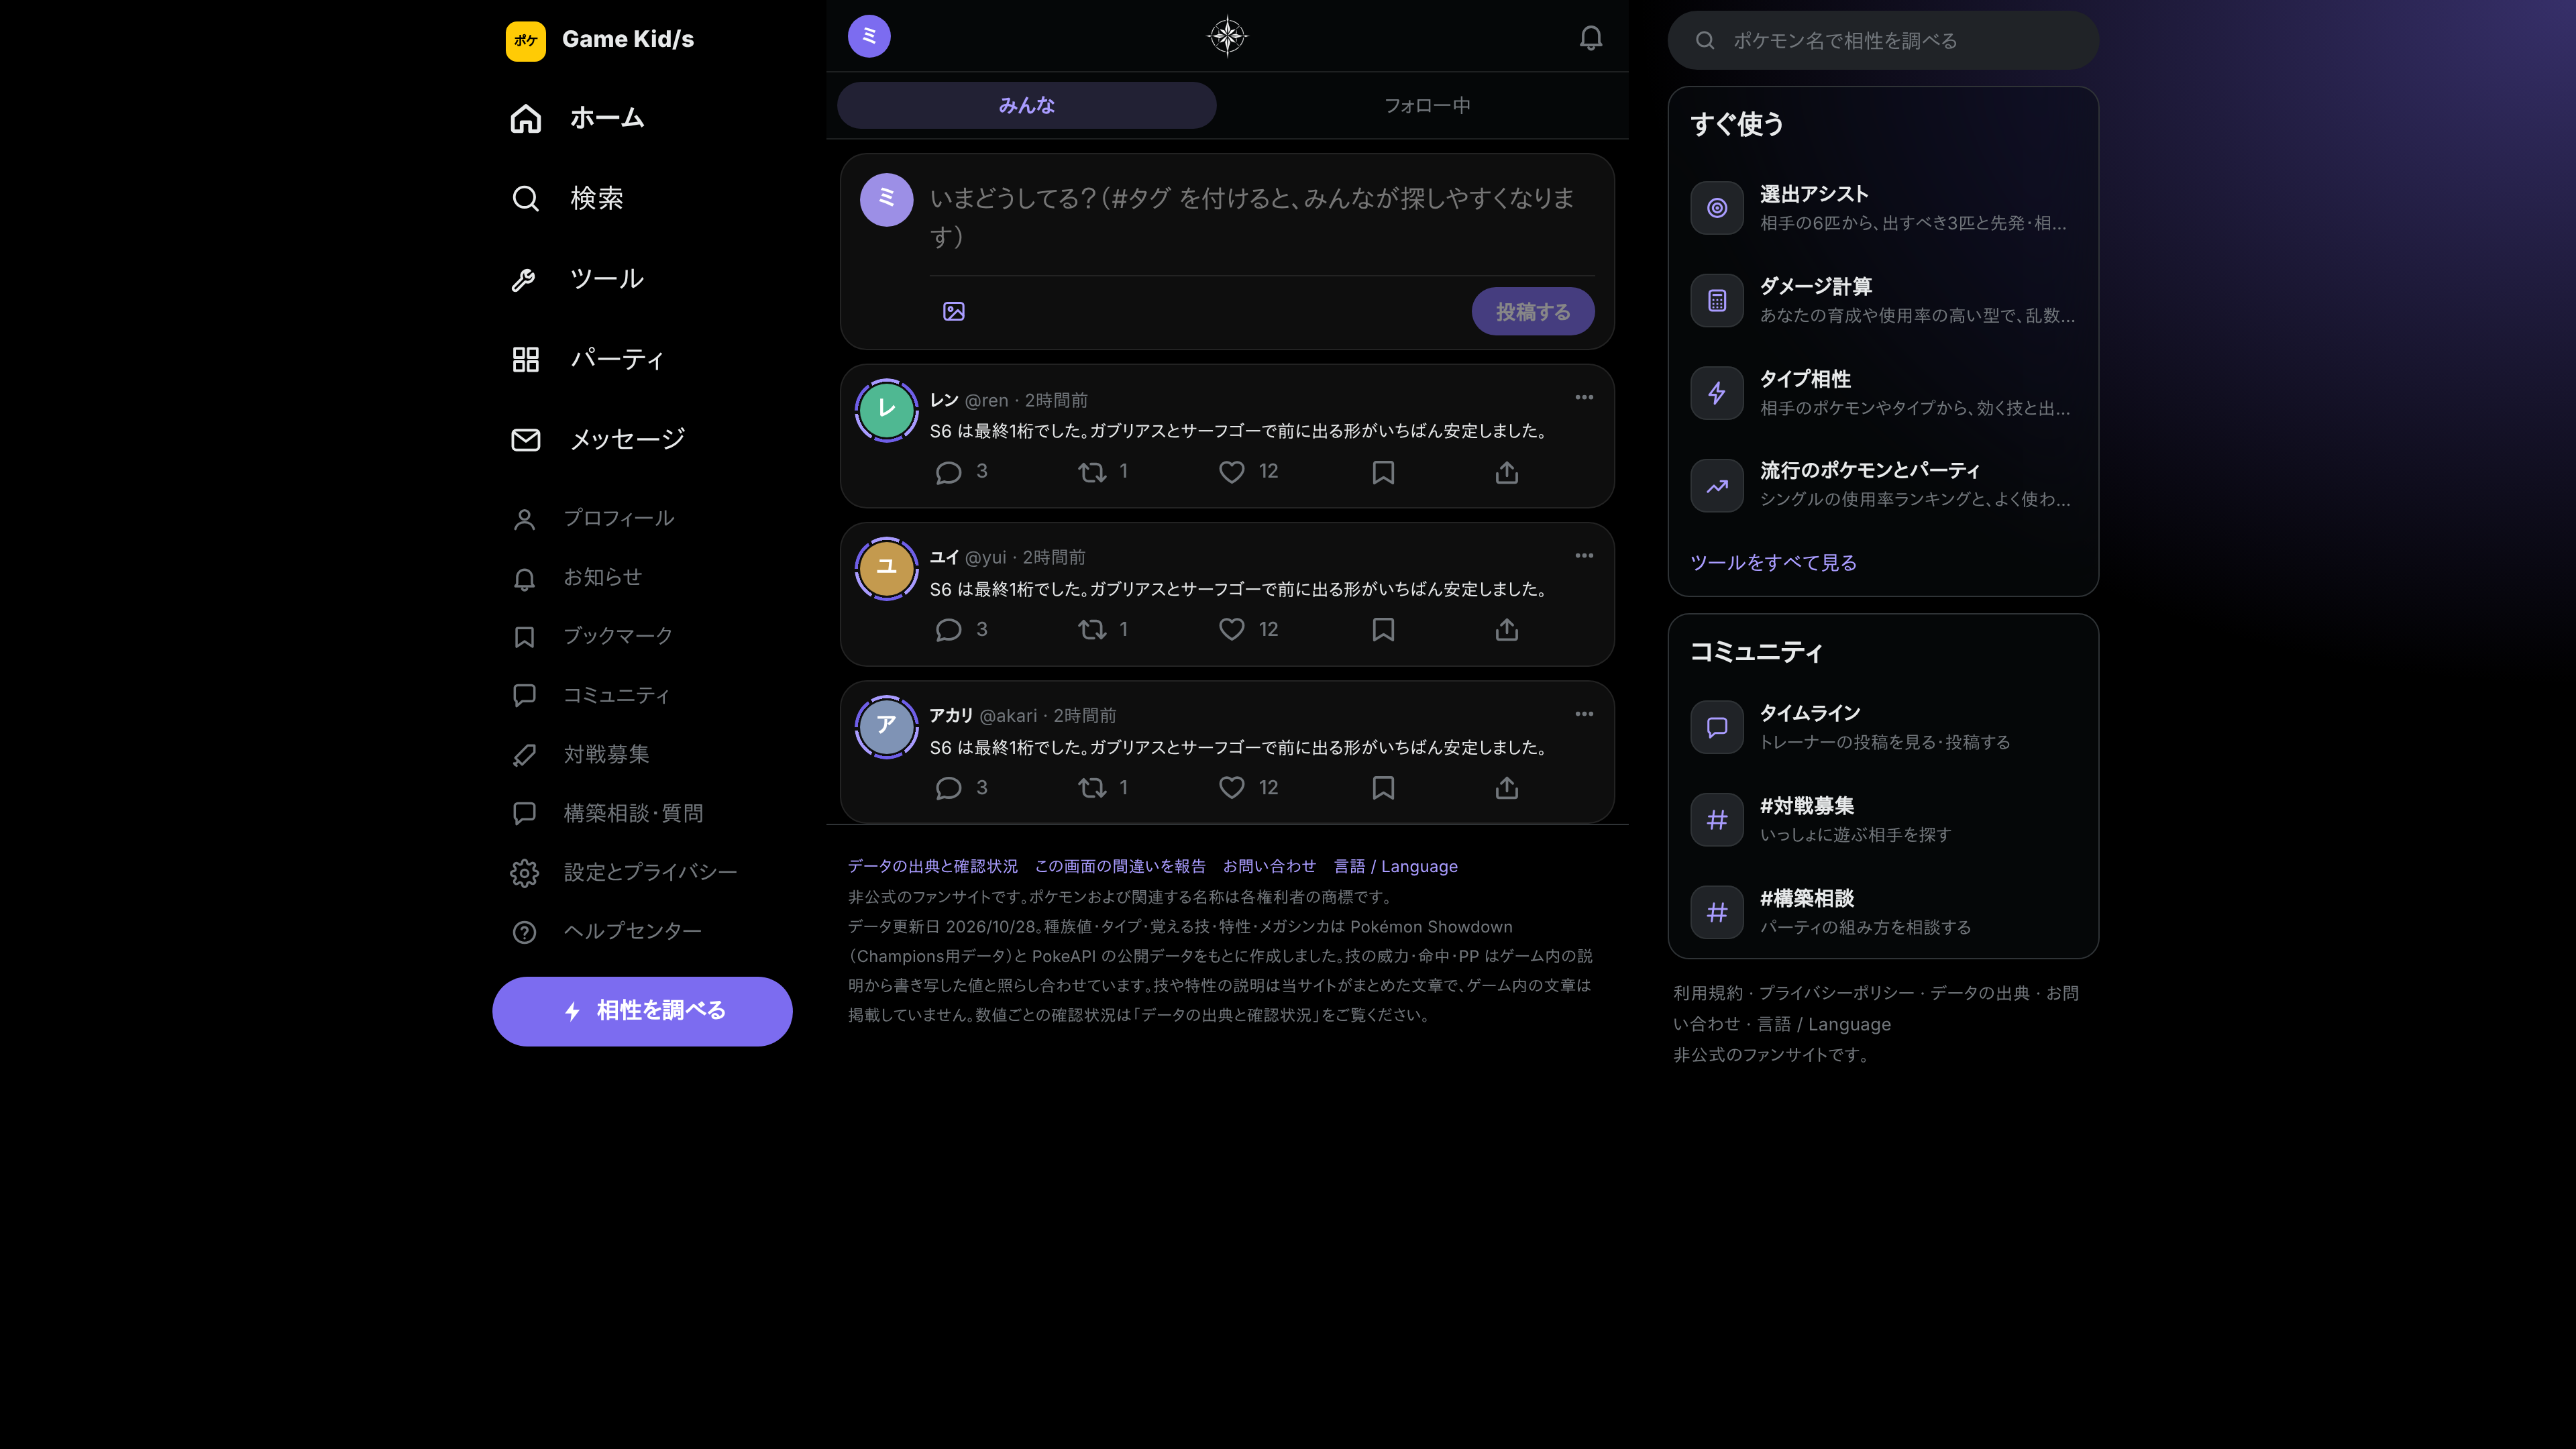 ポケ Game Kid/s
ホーム
検索
ツール
パーティ
メッセージ
プロフィール
お知らせ
ブックマーク
コミュニティ
対戦募集
構築相談・質問
設定とプライバシー
ヘルプセンター
相性を調べる
ミ
みんな フォロー中
ミ
いまどうしてる？（#タグ を付けると、みんなが探しやすくなりま
す）
投稿する
レ
レン @ren · 2時間前
S6 は最終1桁でした。ガブリアスとサーフゴーで前に出る形がいちばん安定しました。
3 1 12
ユ
ユイ @yui · 2時間前
S6 は最終1桁でした。ガブリアスとサーフゴーで前に出る形がいちばん安定しました。
3 1 12
ア
アカリ @akari · 2時間前
S6 は最終1桁でした。ガブリアスとサーフゴーで前に出る形がいちばん安定しました。
3 1 12
データの出典と確認状況 この画面の間違いを報告 お問い合わせ 言語 / Language
非公式のファンサイトです。ポケモンおよび関連する名称は各権利者の商標です。
データ更新日 2026/10/28。種族値・タイプ・覚える技・特性・メガシンカは Pokémon Showdown
（Champions用データ）と PokeAPI の公開データをもとに作成しました。技の威力・命中・PP はゲーム内の説
明から書き写した値と照らし合わせています。技や特性の説明は当サイトがまとめた文章で、ゲーム内の文章は
掲載していません。数値ごとの確認状況は「データの出典と確認状況」をご覧ください。
ポケモン名で相性を調べる
すぐ使う
選出アシスト
相手の6匹から、出すべき3匹と先発・相...
ダメージ計算
あなたの育成や使用率の高い型で、乱数...
タイプ相性
相手のポケモンやタイプから、効く技と出...
流行のポケモンとパーティ
シングルの使用率ランキングと、よく使わ...
ツールをすべて見る
コミュニティ
タイムライン
トレーナーの投稿を見る・投稿する
#対戦募集
いっしょに遊ぶ相手を探す
#構築相談
パーティの組み方を相談する
利用規約 · プライバシーポリシー · データの出典 · お問
い合わせ · 言語 / Language
非公式のファンサイトです。